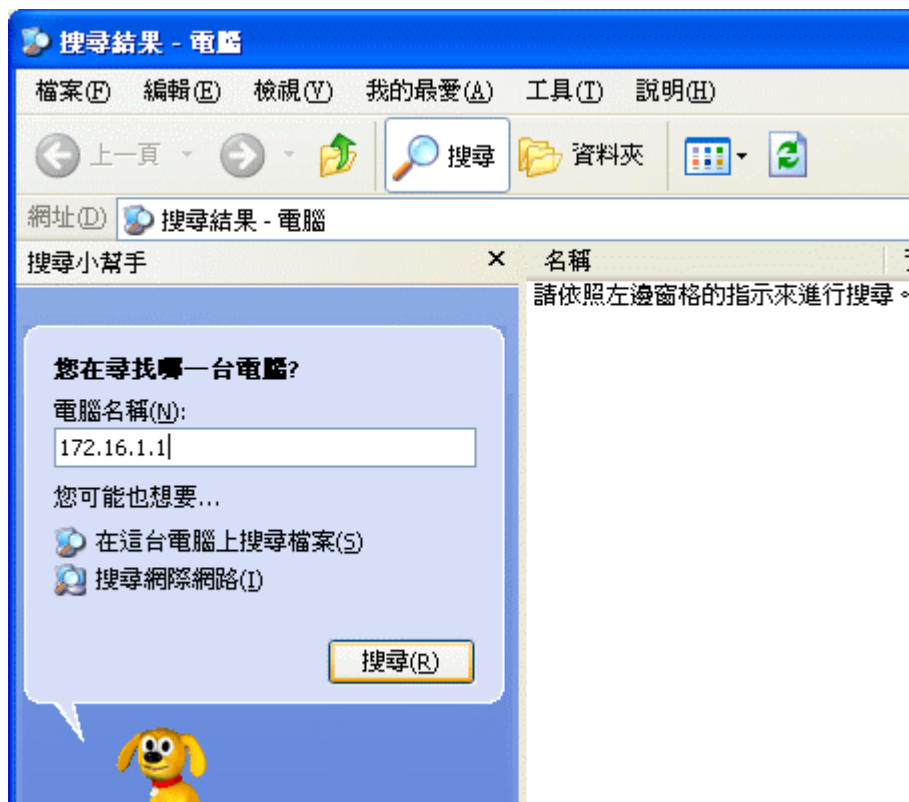 搜尋結果 - 電腦
檔案(F) 編輯(E) 檢視(V) 我的最愛(A) 工具(T) 說明(H)
上一頁 搜尋 資料夾
網址(D) 搜尋結果 - 電腦
搜尋小幫手
名稱
請依照左邊窗格的指示來進行搜尋。
您在尋找哪一台電腦?
電腦名稱(N):
172.16.1.1
您可能也想要...
在這台電腦上搜尋檔案(S)
搜尋網際網路(I)
搜尋(R)